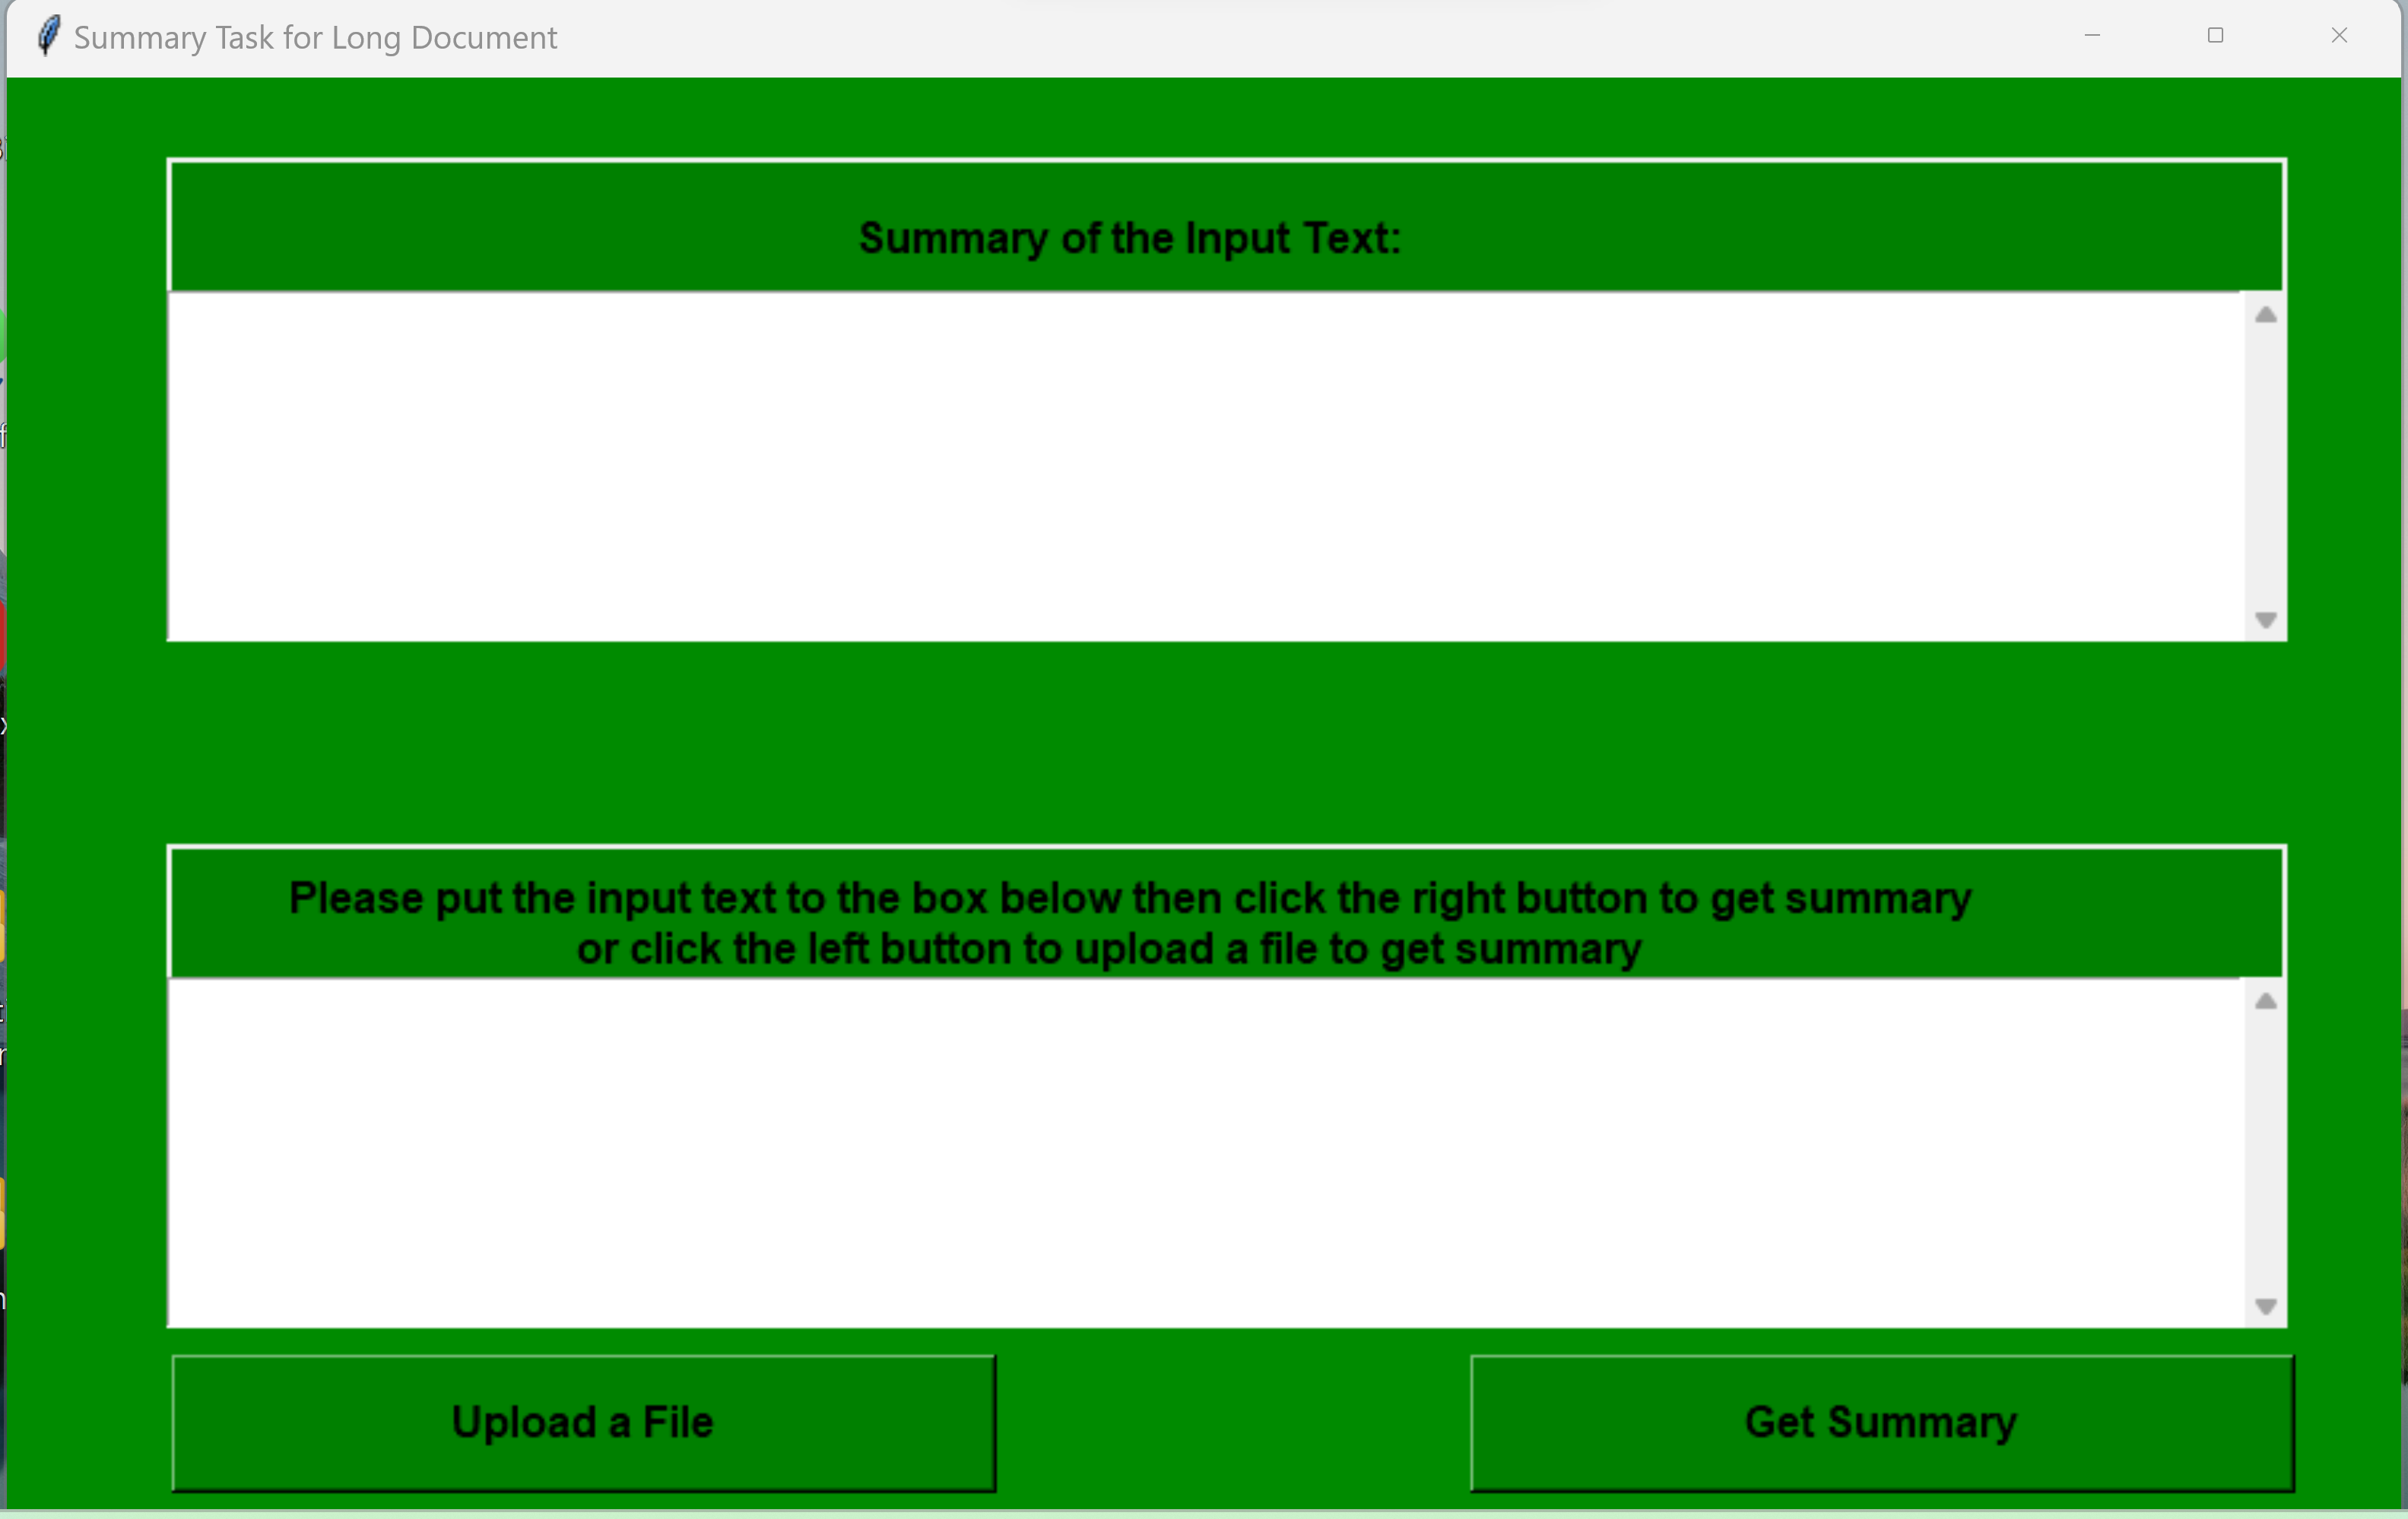 Summary Task for Long Document
Summary of the Input Text:
Please put the input text to the box below then click the right button to get summary
or click the left button to upload a file to get summary
Upload a File
Get Summary